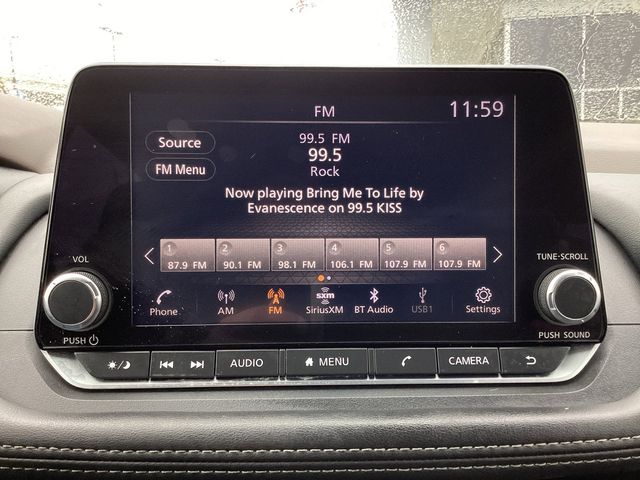 FM
11:59
Source
99.5 FM
99.5
FM Menu
Rock
Now playing Bring Me To Life by
Evanescence on 99.5 KISS
1 2 3 4 5 6
87.9 FM 90.1 FM 98.1 FM 106.1 FM 107.9 FM 107.9 FM
VOL
TUNE·SCROLL
sxm
Phone AM FM SiriusXM BT Audio USB1 Settings
PUSH
PUSH SOUND
AUDIO MENU CAMERA